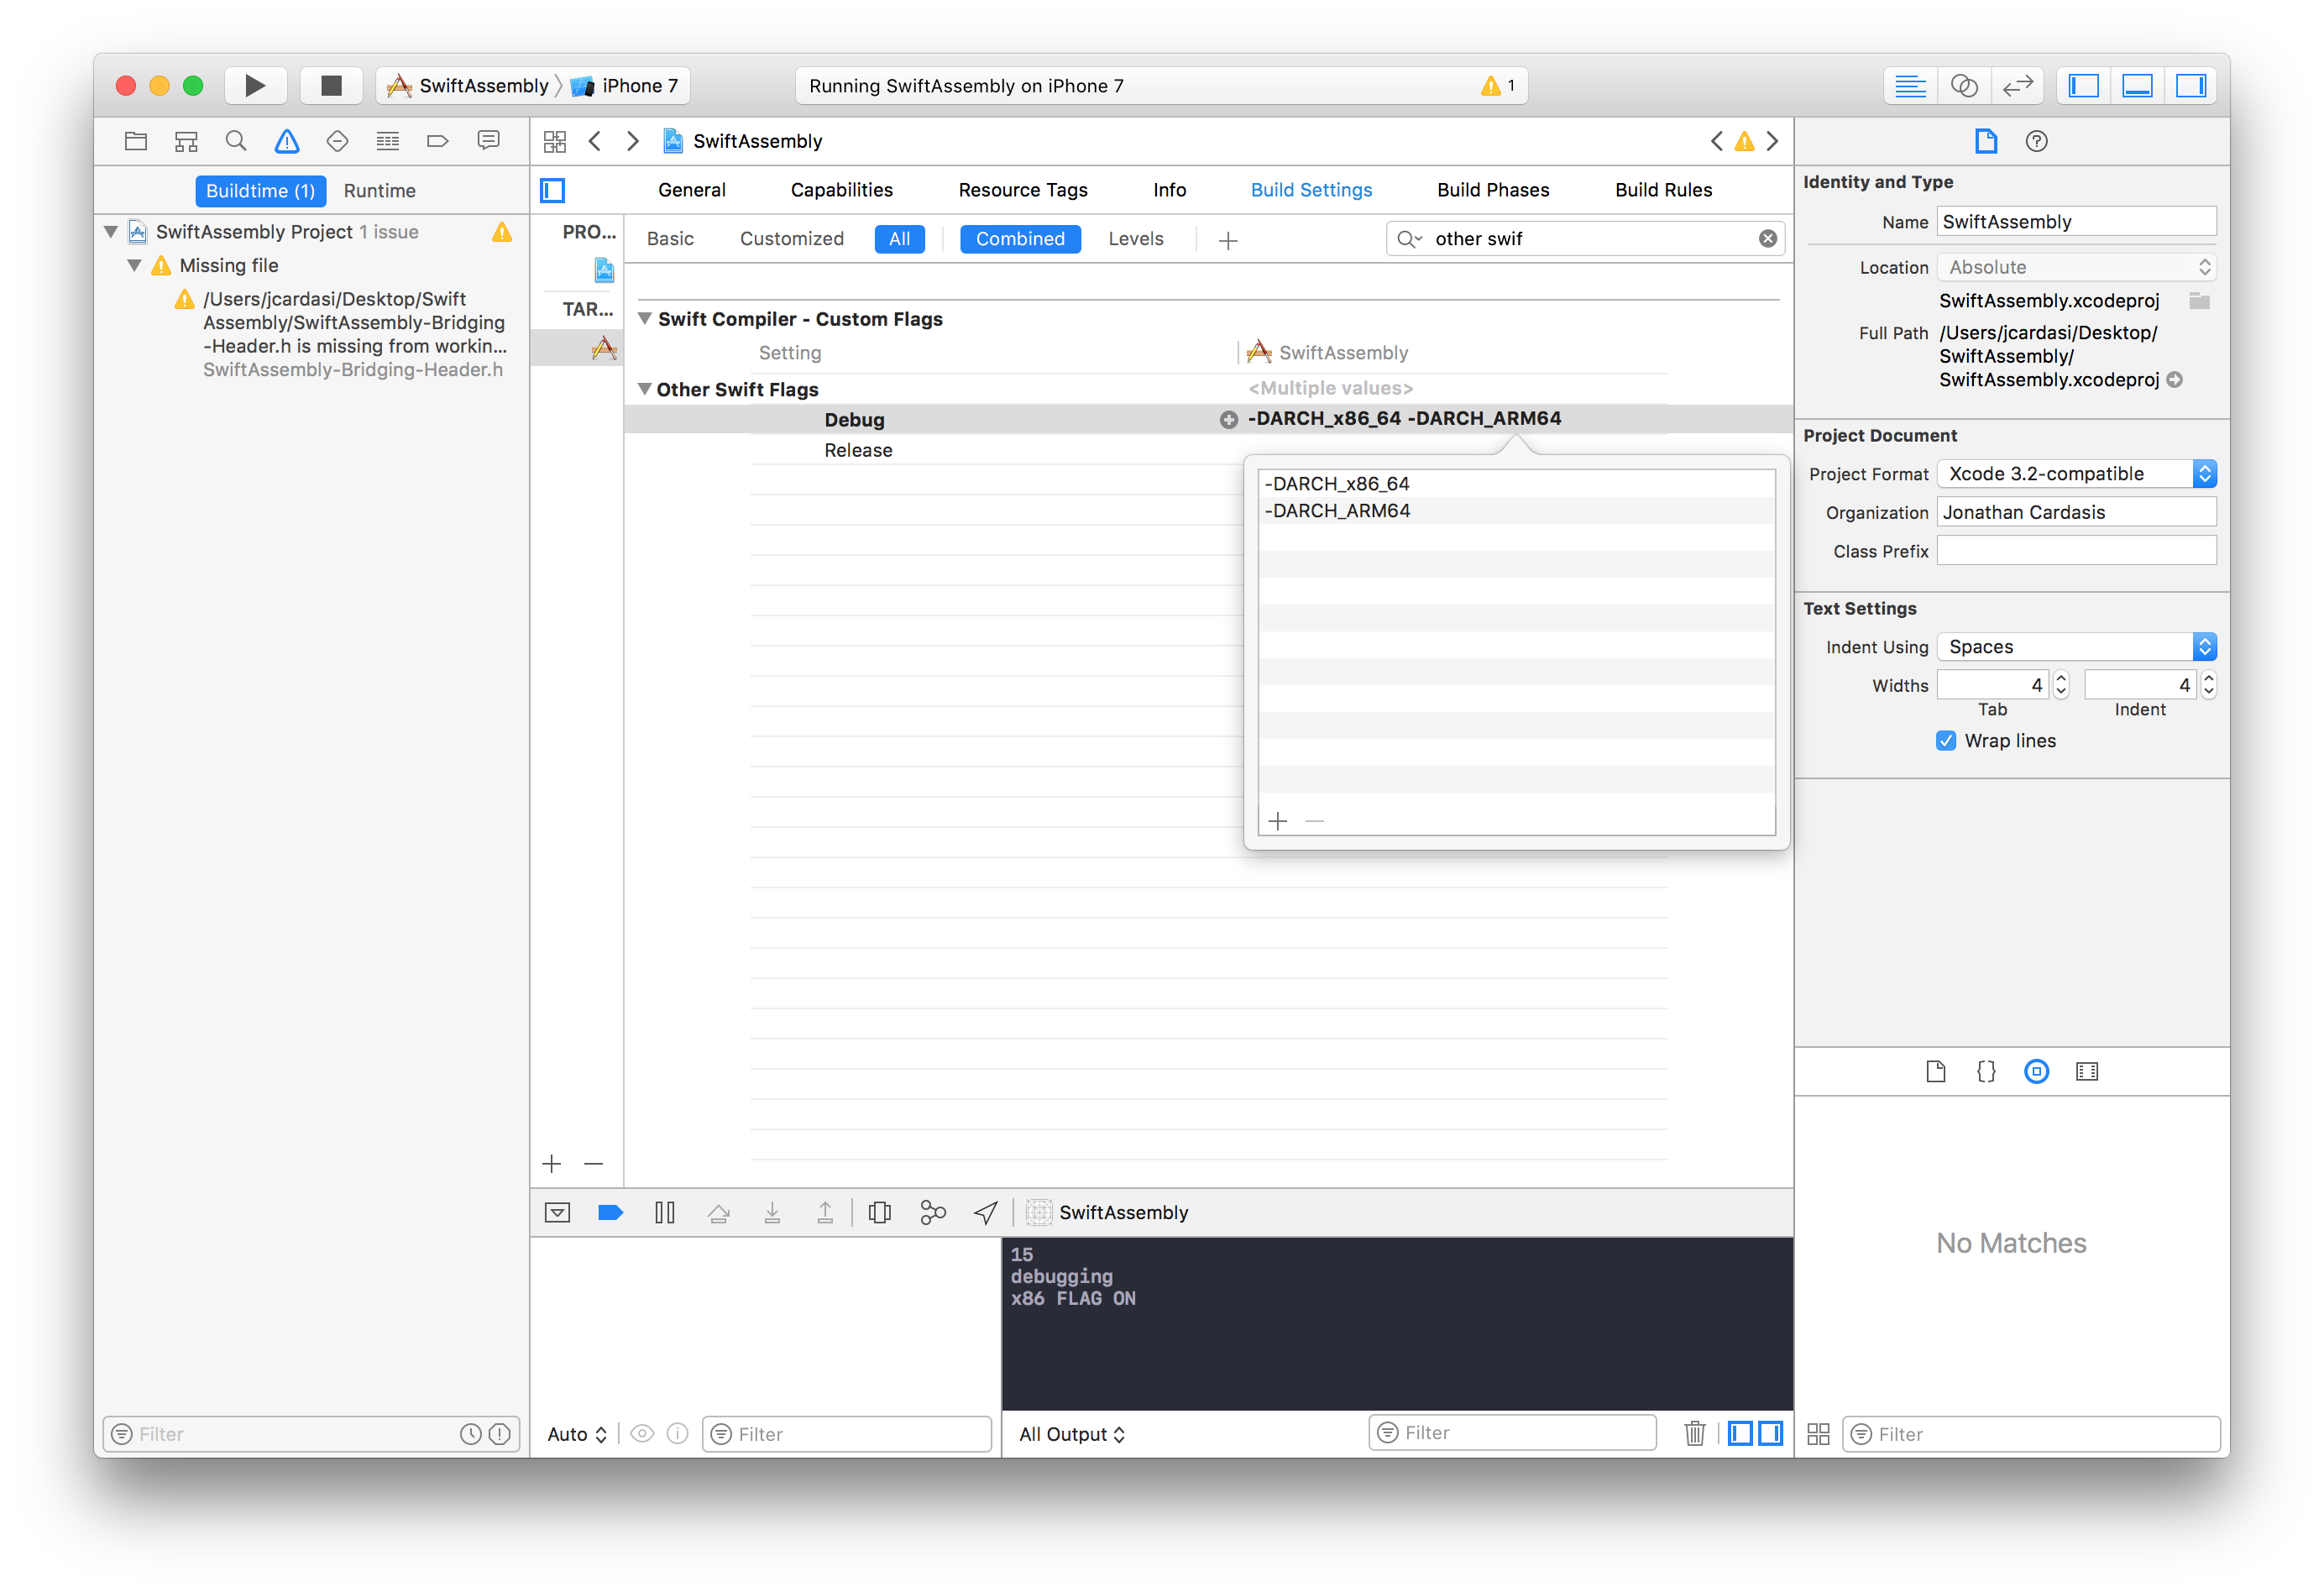 SwiftAssembly
iPhone 7
Running SwiftAssembly on iPhone 7
1
SwiftAssembly
Buildtime (1)
Runtime
General
Capabilities
Resource Tags
Info
Build Settings
Build Phases
Build Rules
SwiftAssembly Project 1 issue
Missing file
/Users/jcardasi/Desktop/Swift
Assembly/SwiftAssembly-Bridging
-Header.h is missing from workin...
SwiftAssembly-Bridging-Header.h
PRO...
TAR...
Basic
Customized
All
Combined
Levels
other swif
Swift Compiler - Custom Flags
Setting
SwiftAssembly
Other Swift Flags
<Multiple values>
Debug
-DARCH_x86_64 -DARCH_ARM64
Release
-DARCH_x86_64
-DARCH_ARM64
Identity and Type
Name
SwiftAssembly
Location
Absolute
SwiftAssembly.xcodeproj
Full Path
/Users/jcardasi/Desktop/
SwiftAssembly/
SwiftAssembly.xcodeproj
Project Document
Project Format
Xcode 3.2-compatible
Organization
Jonathan Cardasis
Class Prefix
Text Settings
Indent Using
Spaces
Widths
4
4
Tab
Indent
Wrap lines
No Matches
SwiftAssembly
15
debugging
x86 FLAG ON
Filter
Auto
Filter
All Output
Filter
Filter